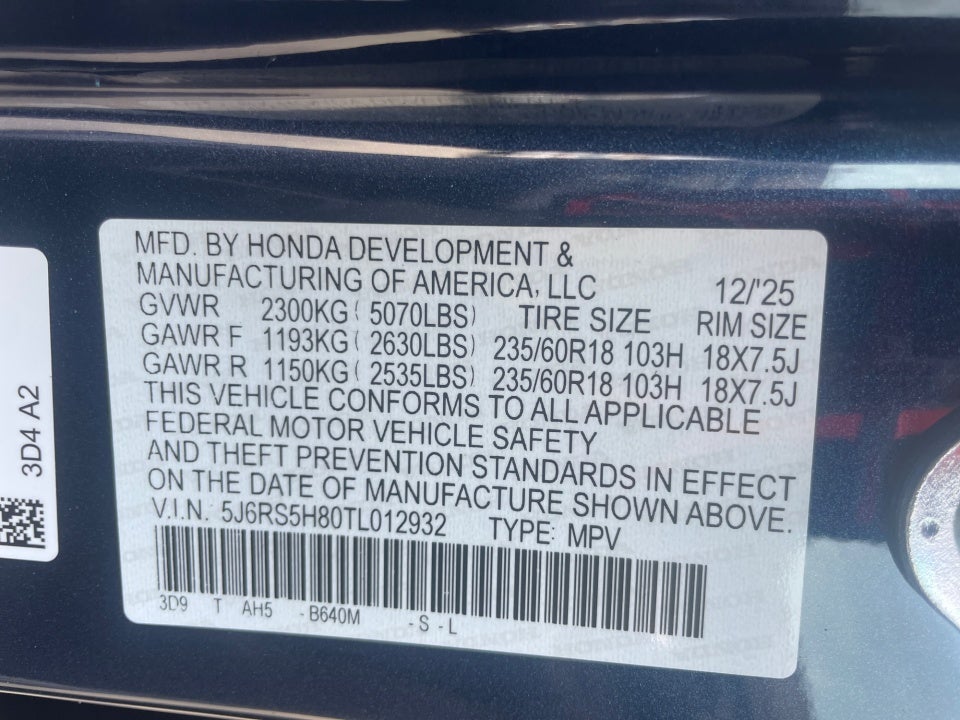 MFD. BY HONDA DEVELOPMENT &
MANUFACTURING OF AMERICA, LLC 12/'25
GVWR 2300KG ( 5070LBS) TIRE SIZE RIM SIZE
GAWR F 1193KG ( 2630LBS) 235/60R18 103H 18X7.5J
GAWR R 1150KG ( 2535LBS) 235/60R18 103H 18X7.5J
THIS VEHICLE CONFORMS TO ALL APPLICABLE
FEDERAL MOTOR VEHICLE SAFETY
AND THEFT PREVENTION STANDARDS IN EFFECT
ON THE DATE OF MANUFACTURE SHOWN ABOVE.
V.I.N. 5J6RS5H80TL012932 TYPE: MPV
3D9 T AH5 - B640M - S - L
3D4 A2